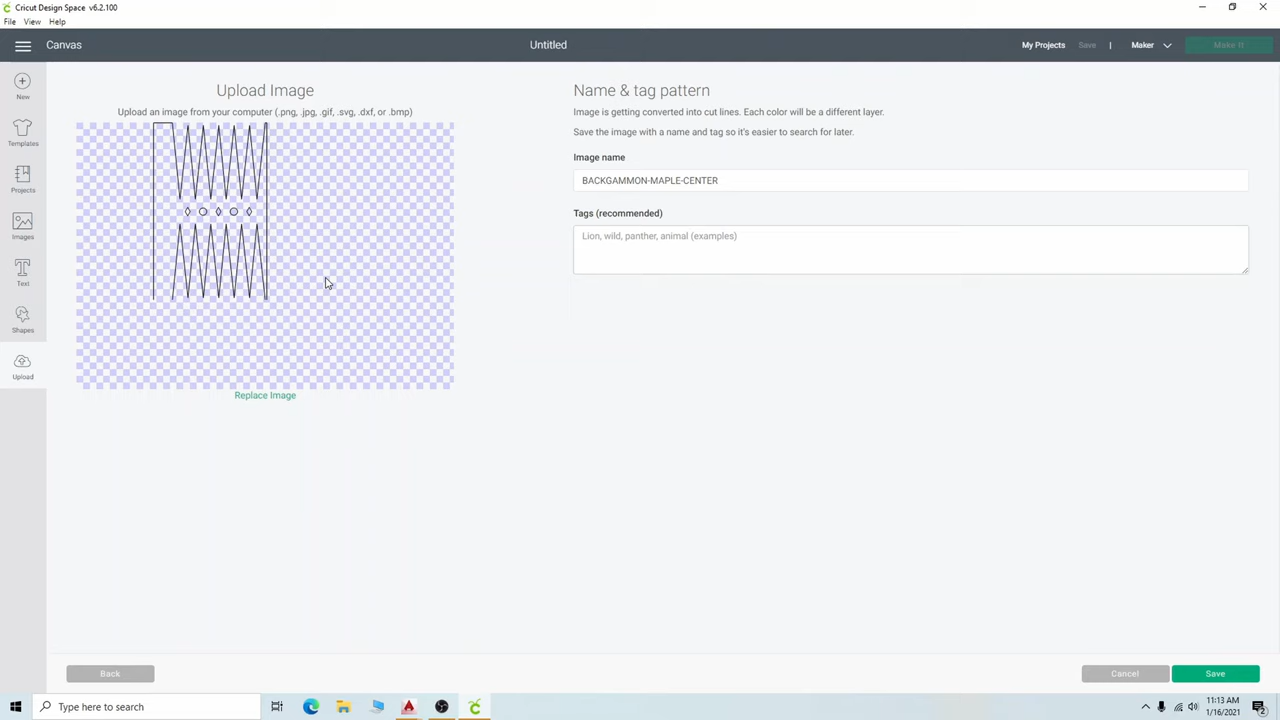 Cricut Design Space v6.2.100
File View Help
Canvas
Untitled
My Projects Save | Maker Make It
New
Templates
Projects
Images
Text
Shapes
Upload
Upload Image
Upload an image from your computer (.png, .jpg, .gif, .svg, .dxf, or .bmp)
Replace Image
Name & tag pattern
Image is getting converted into cut lines. Each color will be a different layer.
Save the image with a name and tag so it's easier to search for later.
Image name
BACKGAMMON-MAPLE-CENTER
Tags (recommended)
Lion, wild, panther, animal (examples)
Back
Cancel Save
Type here to search
11:13 AM
1/16/2021
2